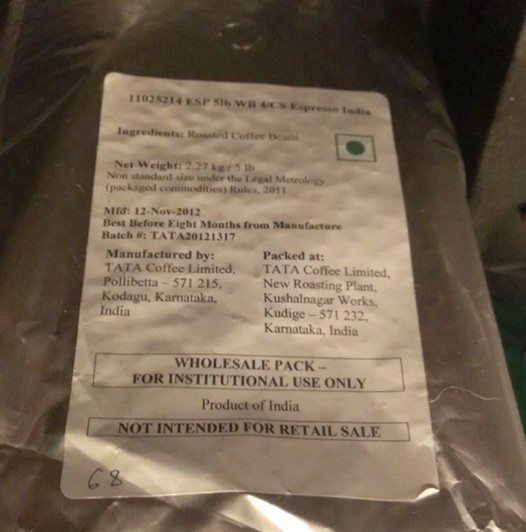 11025214 ESP 5lb WB 4/CS Espresso India
Ingredients: Roasted Coffee Beans
Net Weight: 2.27 kg / 5 lb
Non standard size under the Legal Metrology
(packaged commodities) Rules, 2011
Mfd: 12-Nov-2012
Best Before Eight Months from Manufacture
Batch #: TATA20121317
Manufactured by:
TATA Coffee Limited,
Pollibetta – 571 215,
Kodagu, Karnataka,
India
Packed at:
TATA Coffee Limited,
New Roasting Plant,
Kushalnagar Works,
Kudige – 571 232,
Karnataka, India
WHOLESALE PACK –
FOR INSTITUTIONAL USE ONLY
Product of India
NOT INTENDED FOR RETAIL SALE
68